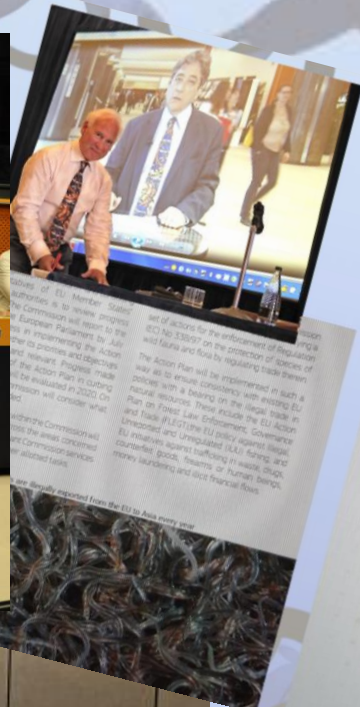 atives of EU Member States'
authorities is to review progress
the Commission will report to the
European Parliament by July
ess in implementing the Action
ther its priorities and objectives
and relevant. Progress made
the Action Plan in curbing
be evaluated in 2020. On
mission will consider what
ed.
within the Commission will
cross the areas concerned
ant Commission services
eir allotted tasks.
set of actions for the enforcement of Regulation
(EC) No 338/97 on the protection of species of
wild fauna and flora by regulating trade therein.
The Action Plan will be implemented in such a
way as to ensure consistency with existing EU
policies with a bearing on the illegal trade in
natural resources. These include the EU Action
Plan on Forest Law Enforcement, Governance
and Trade (FLEGT), the EU policy against Illegal,
Unreported and Unregulated (IUU) fishing, and
EU initiatives against trafficking in waste, drugs,
counterfeit goods, firearms or human beings,
money laundering and illicit financial flows.
are illegally exported from the EU to Asia every year